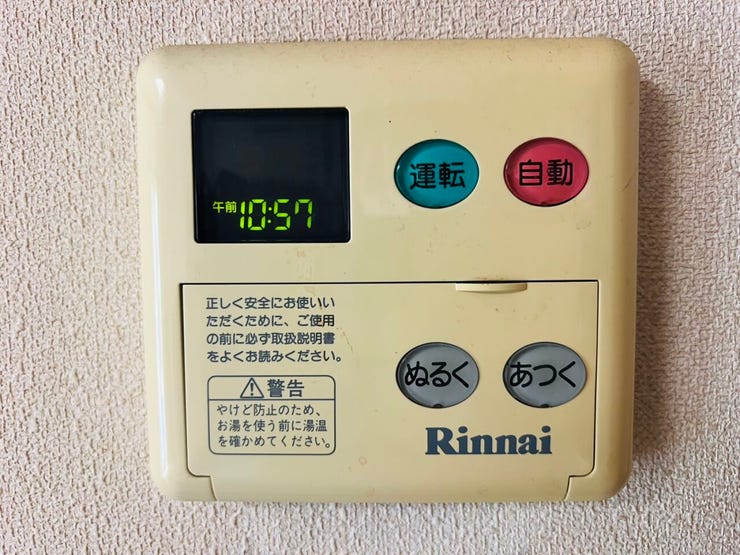 午前10:57
運転
自動
正しく安全にお使いい
ただくために、ご使用
の前に必ず取扱説明書
をよくお読みください。
⚠警告
やけど防止のため、
お湯を使う前に湯温
を確かめてください。
ぬるく
あつく
Rinnai